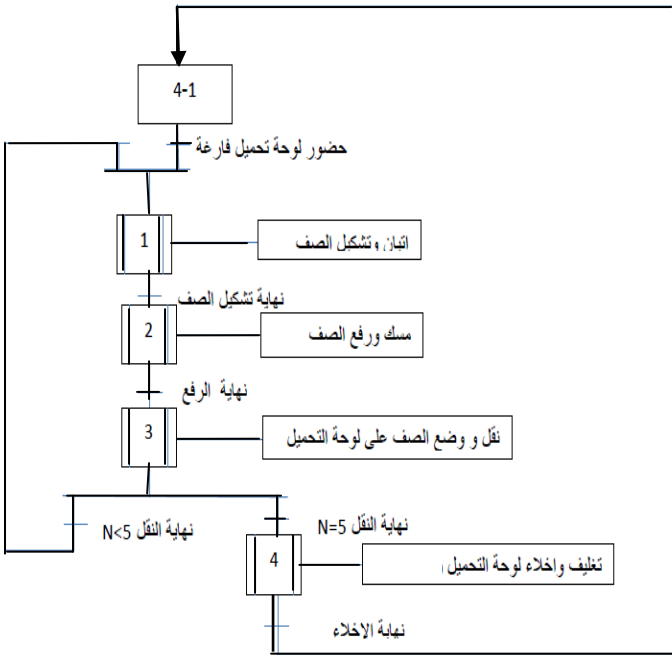 4-1
حضور لوحة تحميل فارغة
1
اتيان وتشكيل الصف
نهاية تشكيل الصف
2
مسك ورفع الصف
نهاية الرفع
3
نقل و وضع الصف على لوحة التحميل
نهاية النقل N<5
نهاية النقل N=5
4
تغليف واخلاء لوحة التحميل
نهاية الاخلاء